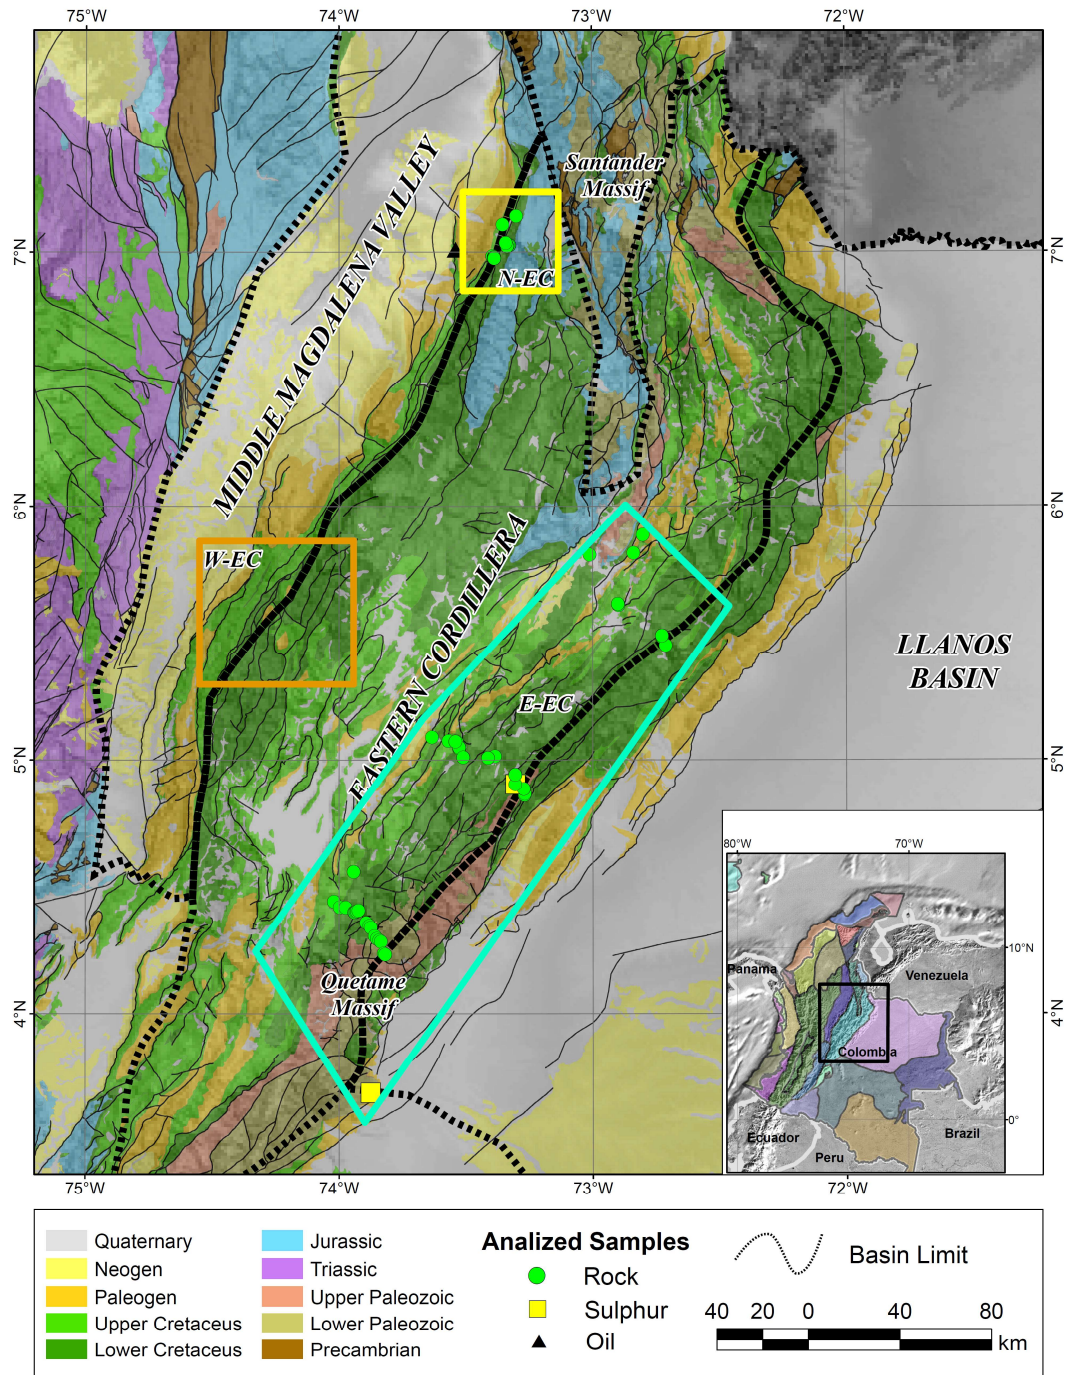 75°W 74°W 73°W 72°W
Santander
Massif
MIDDLE MAGDALENA VALLEY
7°N 7°N
N-EC
6°N 6°N
W-EC
EASTERN CORDILLERA
LLANOS
BASIN
E-EC
5°N 5°N
80°W 70°W
10°N
Panama
Venezuela
Quetame
Massif
4°N 4°N
Colombia
0°
Ecuador
Brazil
Peru
75°W 74°W 73°W 72°W
Quaternary
Neogen
Paleogen
Upper Cretaceus
Lower Cretaceus
Jurassic
Triassic
Upper Paleozoic
Lower Paleozoic
Precambrian
Analized Samples
Rock
Sulphur
Oil
Basin Limit
40 20 0 40 80
km